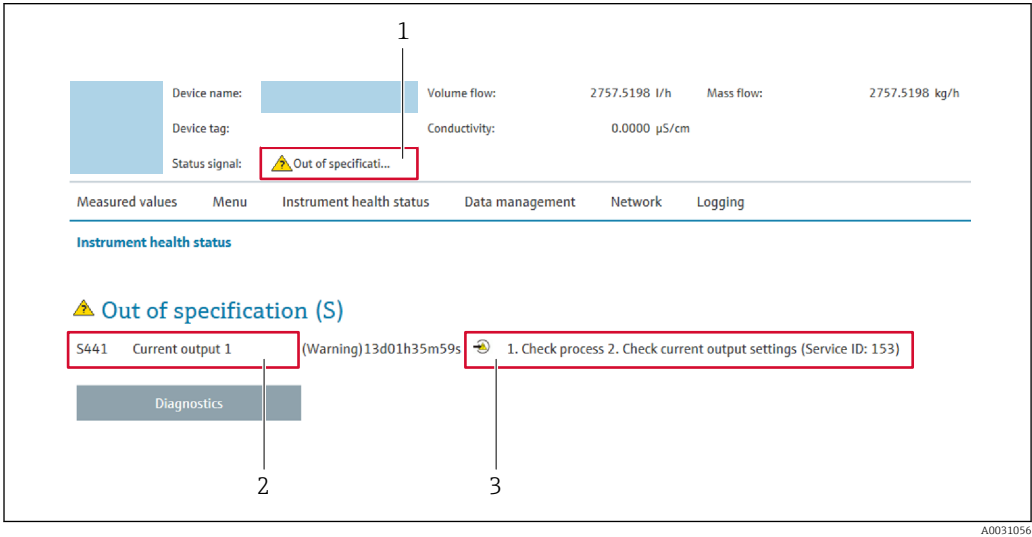 1
Device name: Volume flow: 2757.5198 l/h Mass flow: 2757.5198 kg/h
Device tag: Conductivity: 0.0000 µS/cm
Status signal: Out of specificati...
Measured values Menu Instrument health status Data management Network Logging
Instrument health status
Out of specification (S)
S441 Current output 1 (Warning)13d01h35m59s 1. Check process 2. Check current output settings (Service ID: 153)
Diagnostics
2 3
A0031056